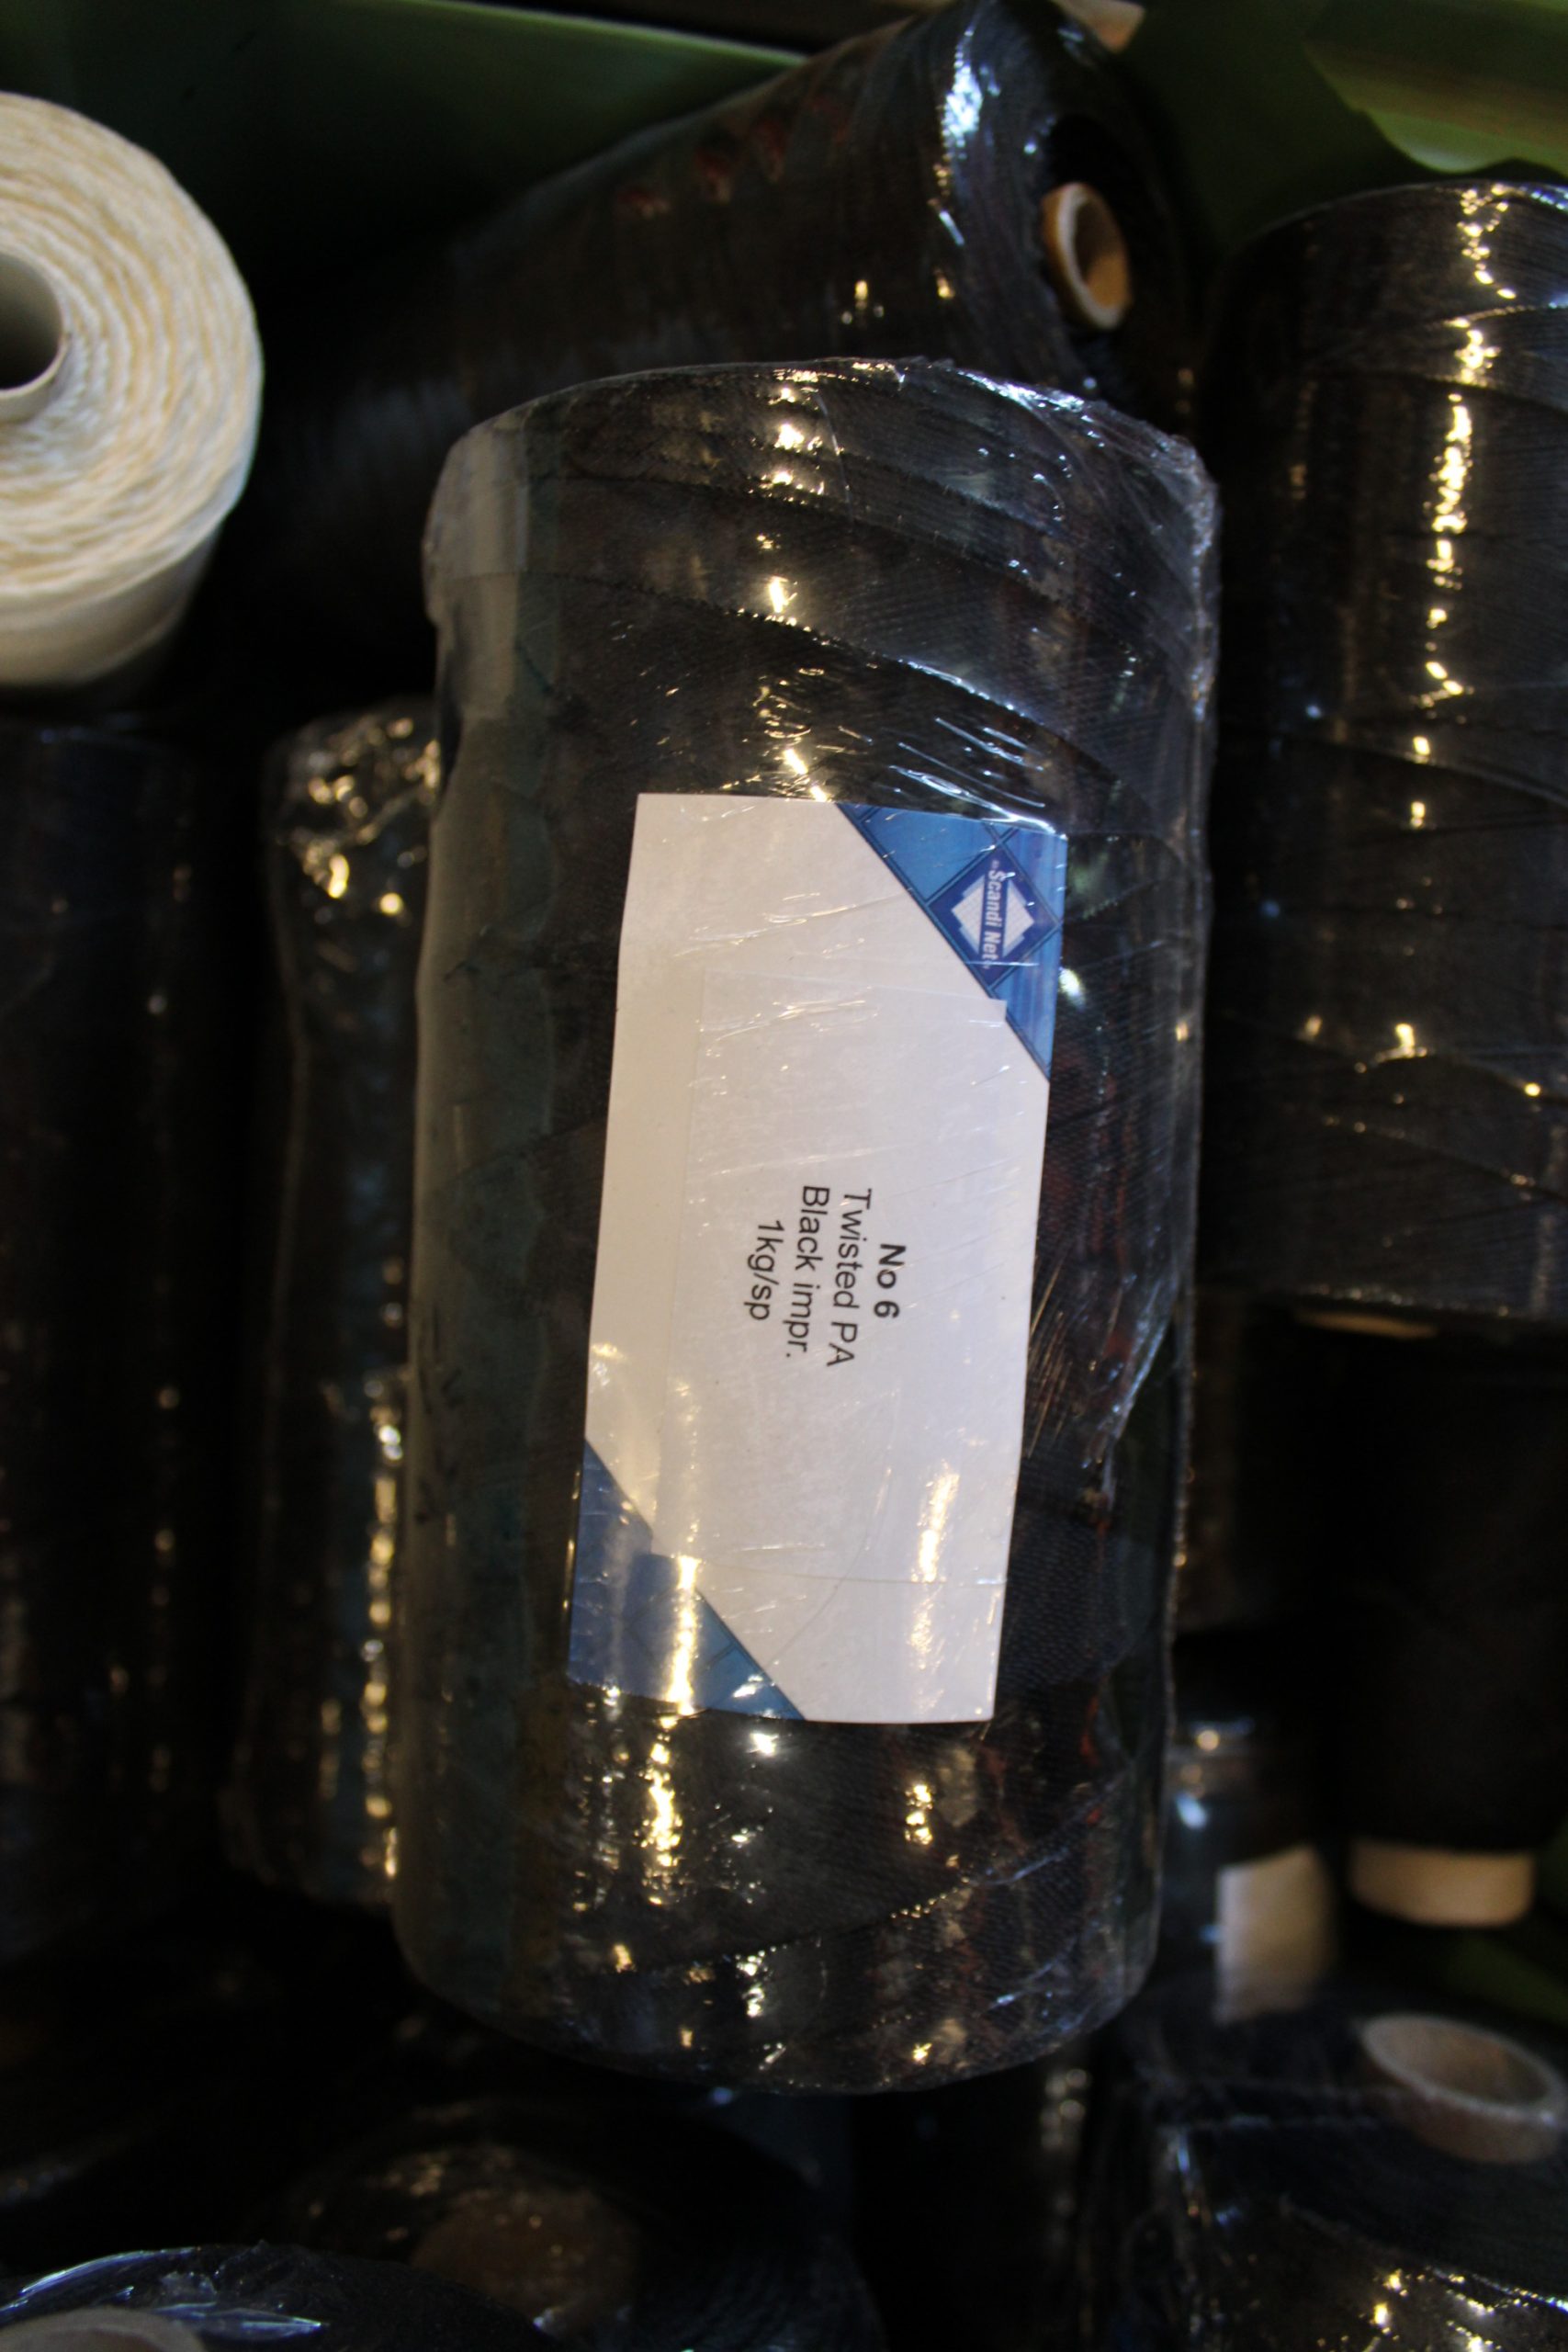 Scandi Net
No 6
Twisted PA
Black impr.
1kg/sp